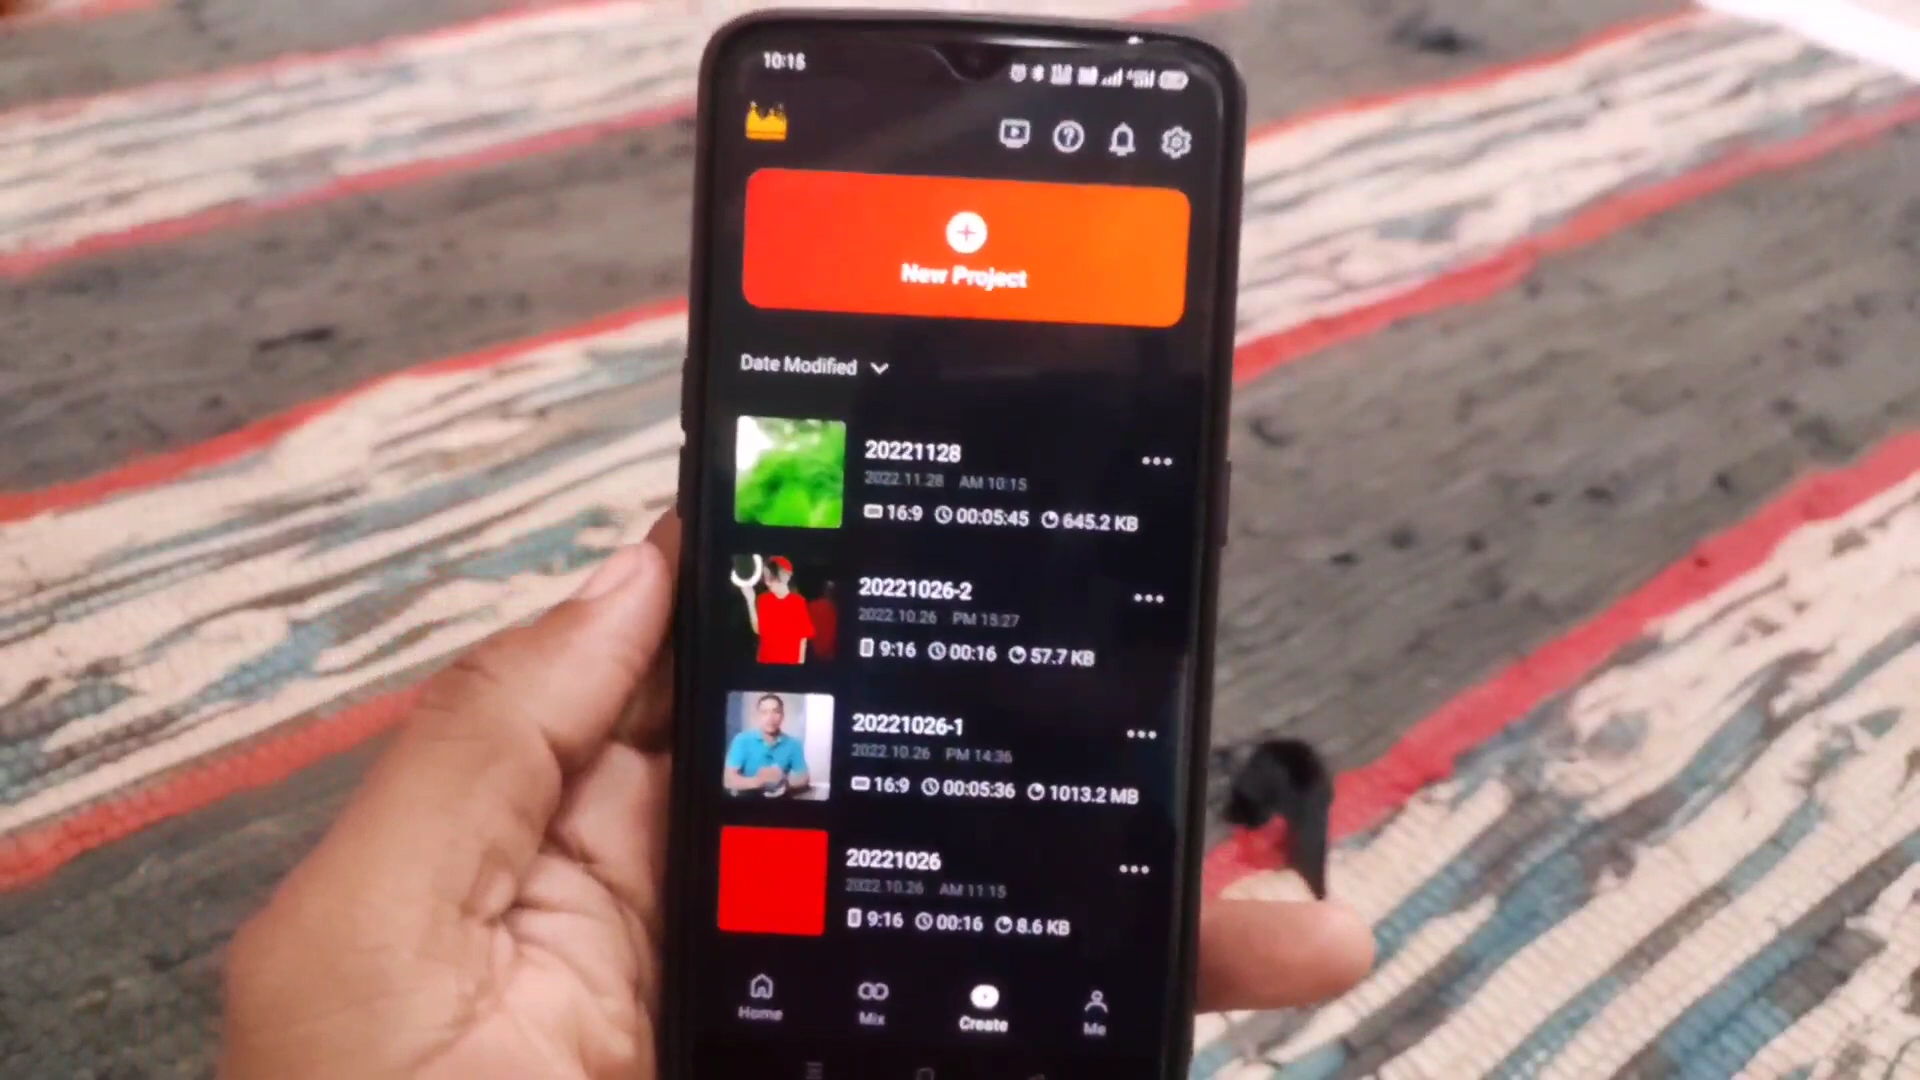 10:15
New Project
Date Modified
20221128
2022.11.28 AM 10:15
16:9 00:05:45 645.2 KB
20221026-2
2022.10.26 PM 15:27
9:16 00:16 57.7 KB
20221026-1
2022.10.26 PM 14:36
16:9 00:05:36 1013.2 MB
20221026
2022.10.26 AM 11:15
9:16 00:16 8.6 KB
Home
Mix
Create
Me